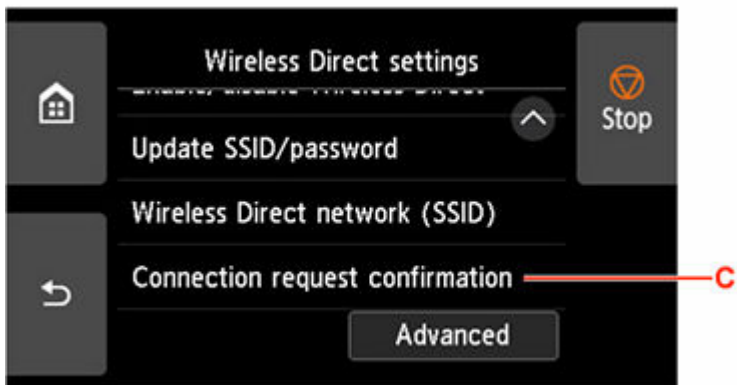 Wireless Direct settings
Stop
Update SSID/password
Wireless Direct network (SSID)
Connection request confirmation
C
Advanced